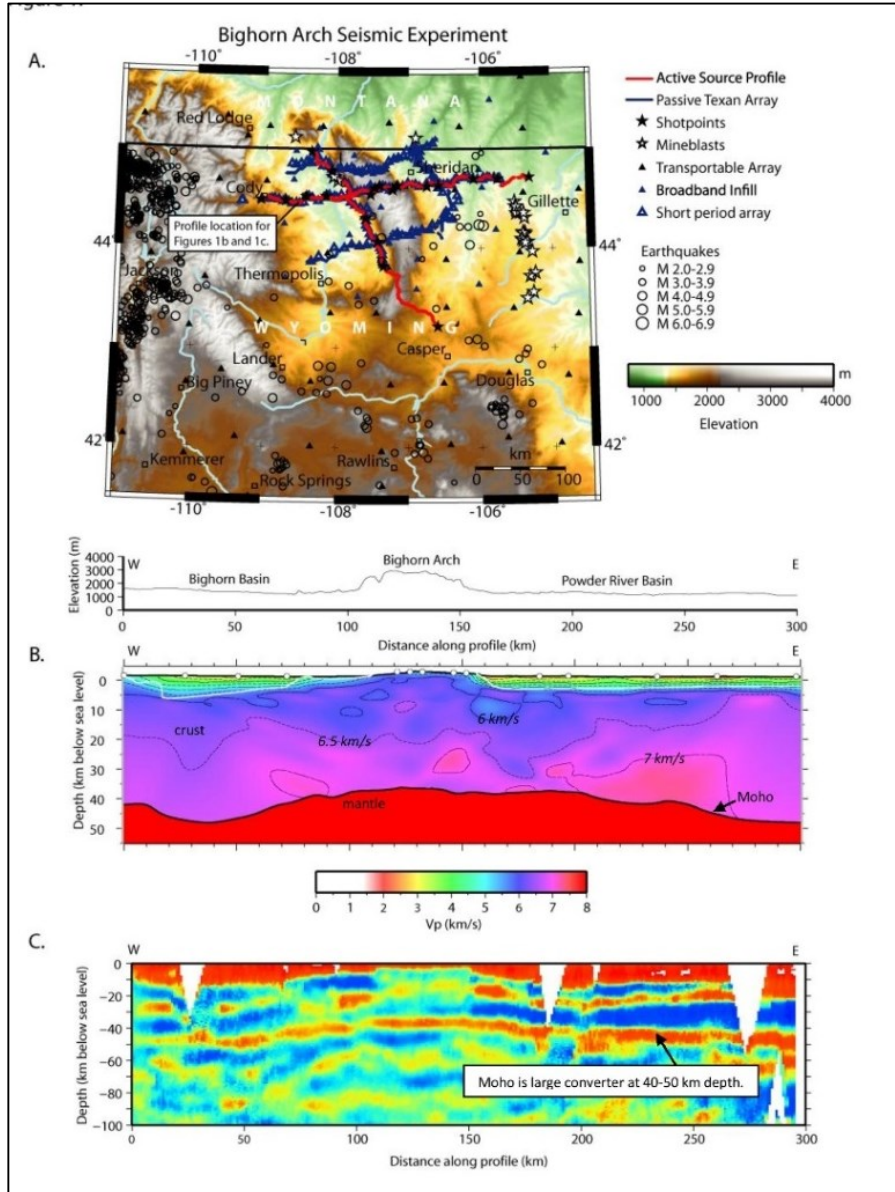 Bighorn Arch Seismic Experiment
A.
-110° -108° -106°
M O N T A N A
Red Lodge
Sheridan
Cody
Gillette
Profile location for
Figures 1b and 1c.
44° 44°
Jackson
Thermopolis
W Y O M I N G
Lander
Casper
Big Piney
Douglas
42° 42°
Kemmerer
Rawlins
Rock Springs
km
0 50 100
-110° -108° -106°
Active Source Profile
Passive Texan Array
Shotpoints
Mineblasts
Transportable Array
Broadband Infill
Short period array
Earthquakes
M 2.0-2.9
M 3.0-3.9
M 4.0-4.9
M 5.0-5.9
M 6.0-6.9
m
1000 2000 3000 4000
Elevation
Elevation (m)
4000
3000
2000
1000
0
W
Bighorn Arch
E
Bighorn Basin
Powder River Basin
0 50 100 150 200 250 300
Distance along profile (km)
B.
W
E
Depth (km below sea level)
0
10
20
30
40
50
crust
6.5 km/s
6 km/s
7 km/s
mantle
Moho
0 1 2 3 4 5 6 7 8
Vp (km/s)
C.
W
E
Depth (km below sea level)
0
−20
−40
−60
−80
−100
Moho is large converter at 40-50 km depth.
0 50 100 150 200 250 300
Distance along profile (km)